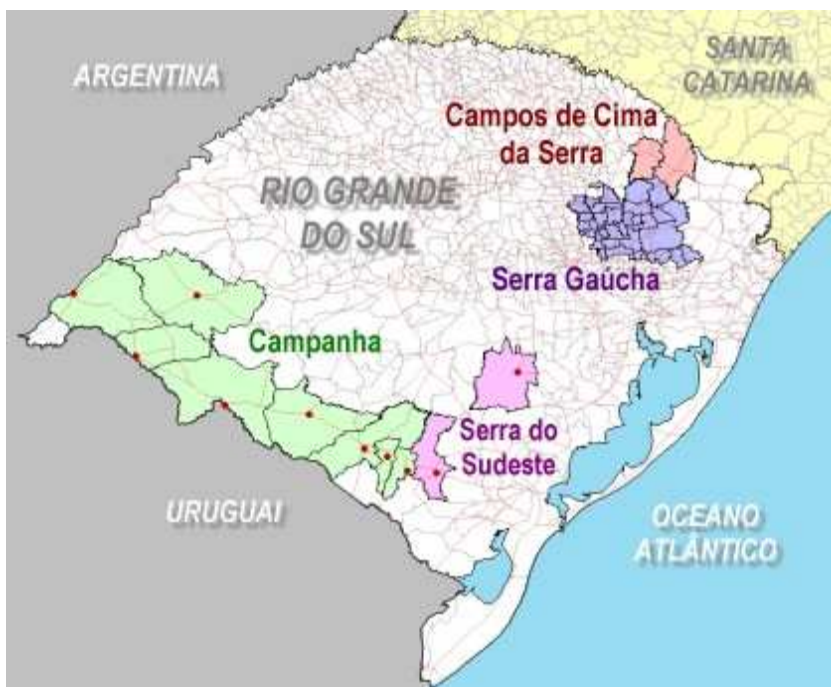 SANTA
CATARINA
ARGENTINA
Campos de Cima
da Serra
RIO GRANDE
DO SUL
Serra Gaúcha
Campanha
Serra do
Sudeste
URUGUAI
OCEANO
ATLÂNTICO